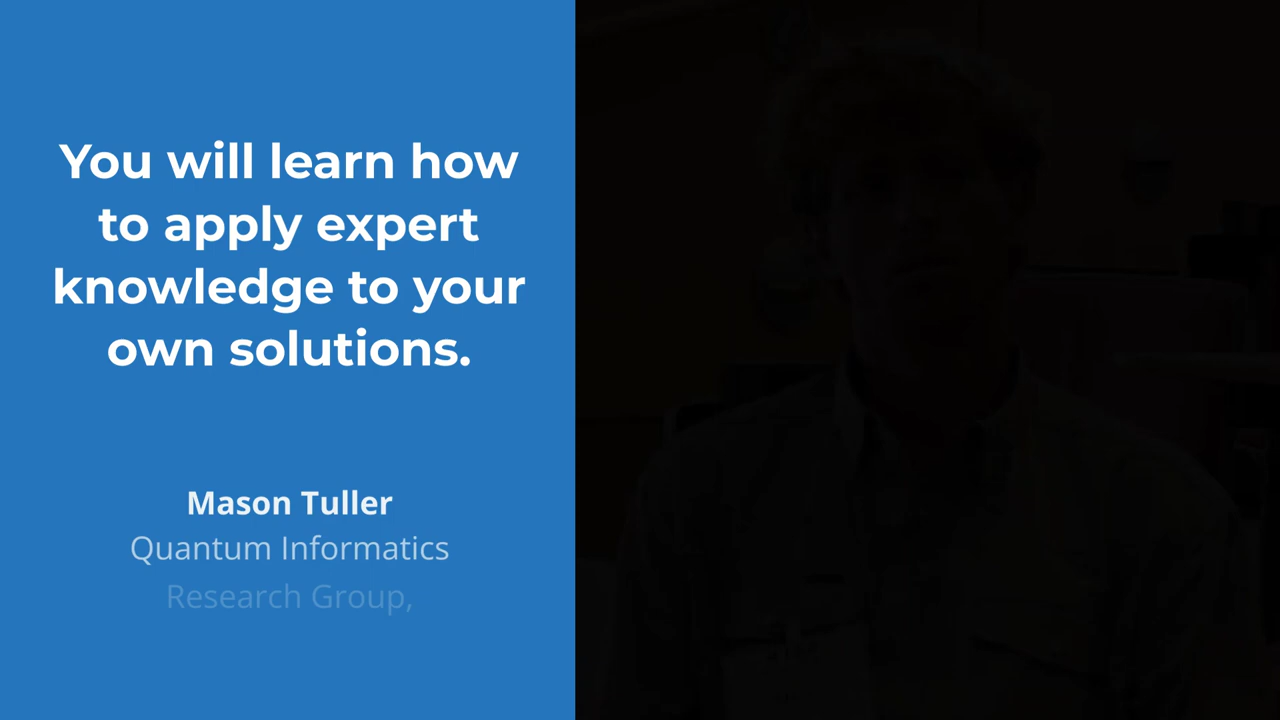 You will learn how
to apply expert
knowledge to your
own solutions.
Mason Tuller
Quantum Informatics
Research Group,